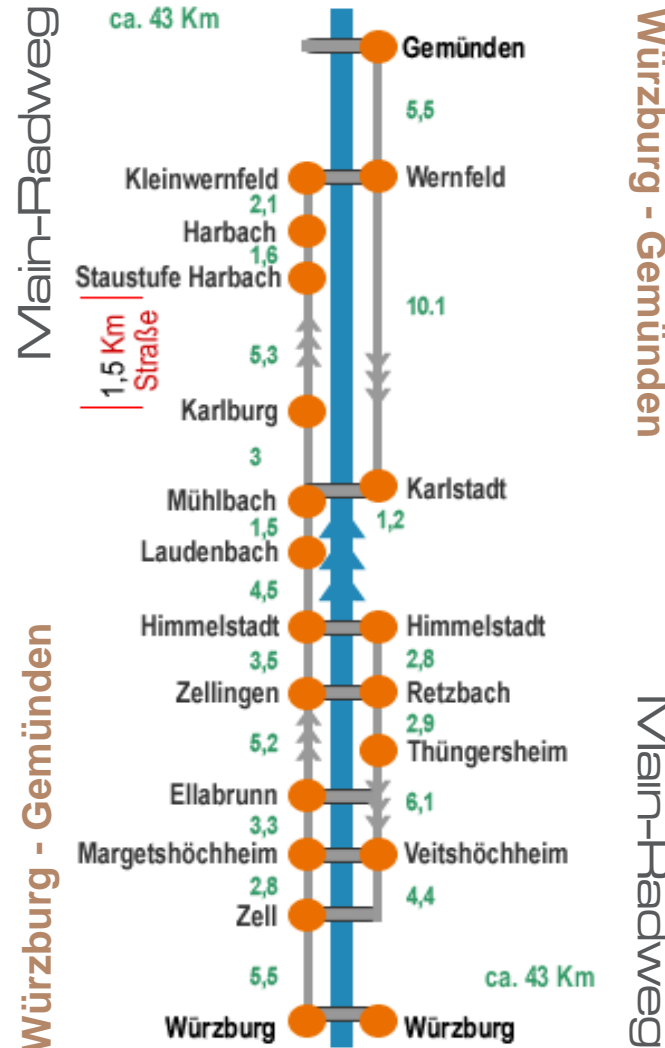 ca. 43 Km
Main-Radweg
Würzburg - Gemünden
Gemünden
5,5
Kleinwernfeld
Wernfeld
2,1
Harbach
1,6
Staustufe Harbach
10.1
1,5 Km
Straße
5,3
Karlburg
3
Mühlbach
Karlstadt
1,5
1,2
Laudenbach
4,5
Himmelstadt
Himmelstadt
3,5
2,8
Zellingen
Retzbach
2,9
5,2
Thüngersheim
Ellabrunn
6,1
3,3
Margetshöchheim
Veitshöchheim
2,8
4,4
Zell
5,5
ca. 43 Km
Würzburg
Würzburg
Würzburg - Gemünden
Main-Radweg